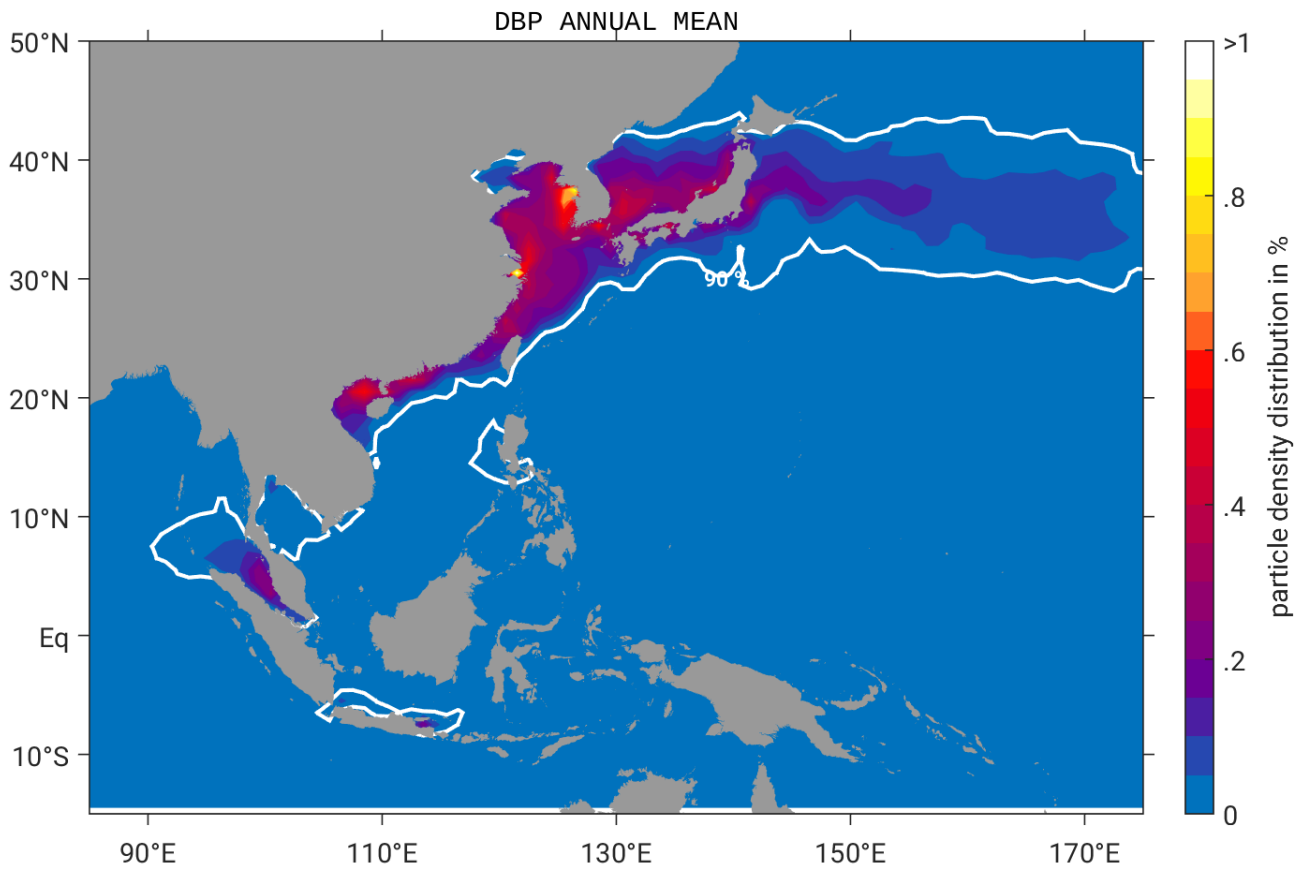 DBP ANNUAL MEAN
50°N
40°N
30°N
20°N
10°N
Eq
10°S
90 %
90°E
110°E
130°E
150°E
170°E
>1
.8
.6
.4
.2
0
particle density distribution in %